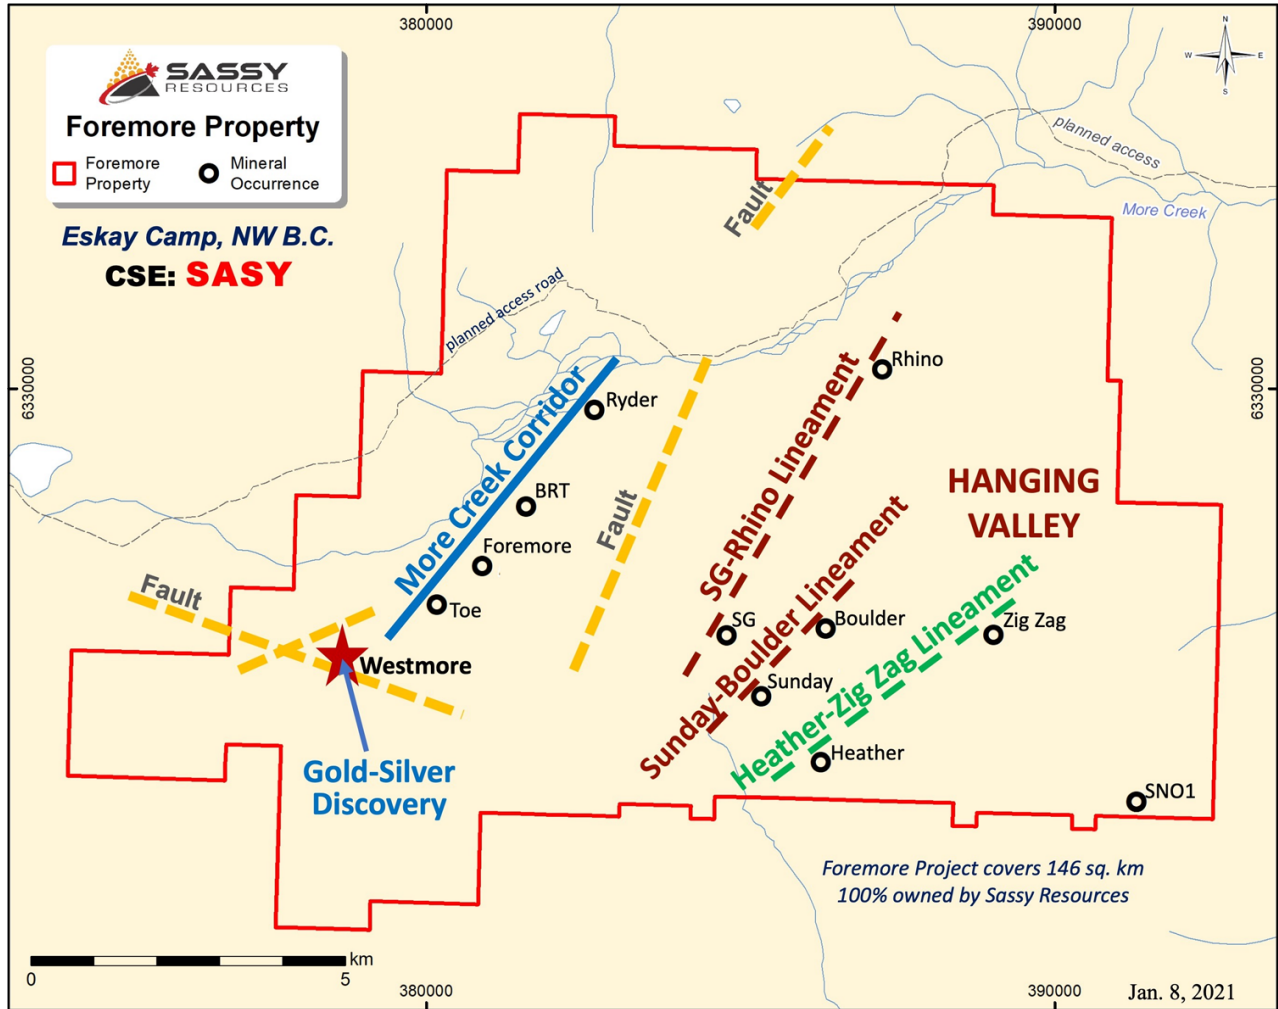 380000
390000
N
W E
S
SASSY
RESOURCES
Foremore Property
Foremore
Property
Mineral
Occurrence
Eskay Camp, NW B.C.
CSE: SASY
planned access
More Creek
Fault
planned access road
6330000
6330000
Rhino
Ryder
More Creek Corridor
SG-Rhino Lineament
BRT
HANGING
VALLEY
Fault
Foremore
Fault
Toe
SG
Boulder
Zig Zag
Westmore
Sunday-Boulder Lineament
Sunday
Heather-Zig Zag Lineament
Heather
Gold-Silver
Discovery
SNO1
Foremore Project covers 146 sq. km
100% owned by Sassy Resources
km
0 5
380000
390000
Jan. 8, 2021